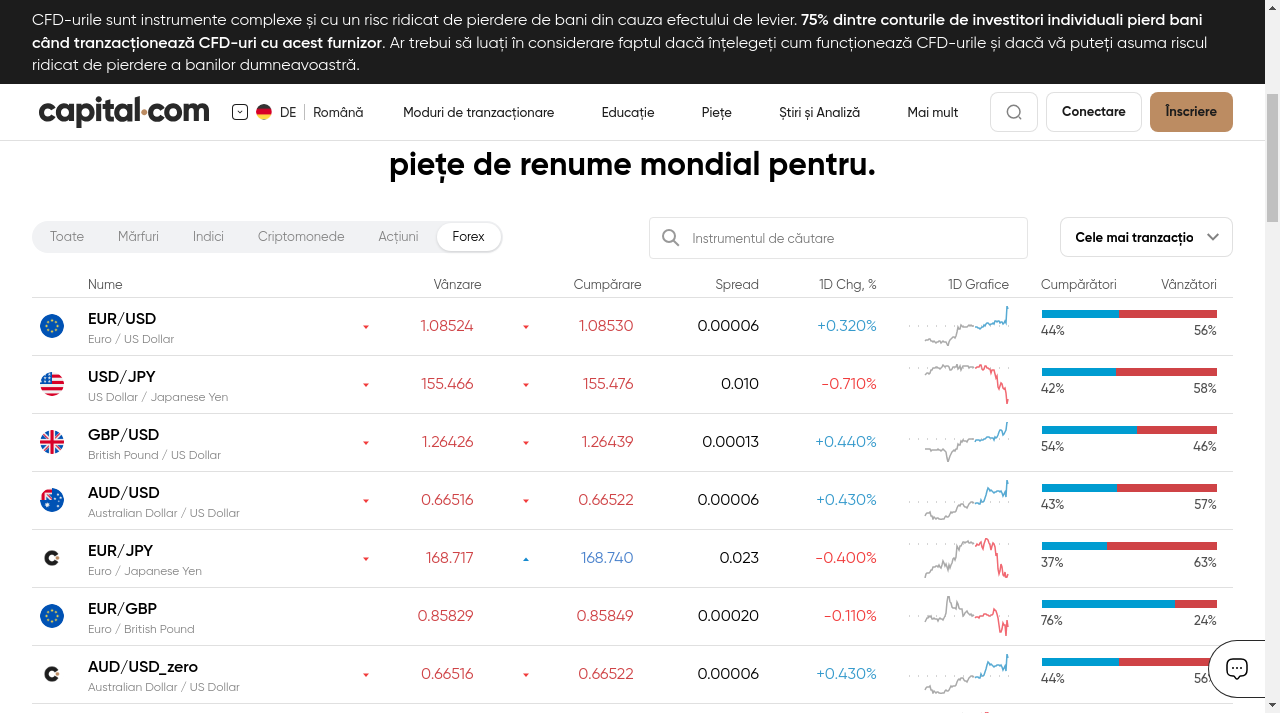 CFD-urile sunt instrumente complexe și cu un risc ridicat de pierdere de bani din cauza efectului de levier. 75% dintre conturile de investitori individuali pierd bani
când tranzacționează CFD-uri cu acest furnizor. Ar trebui să luați în considerare faptul dacă înțelegeți cum funcționează CFD-urile și dacă vă puteți asuma riscul
ridicat de pierdere a banilor dumneavoastră.
capital.com DE Română Moduri de tranzacționare Educație Piețe Știri și Analiză Mai mult Conectare Înscriere
piețe de renume mondial pentru.
Toate Mărfuri Indici Criptomonede Acțiuni Forex Instrumentul de căutare Cele mai tranzacțio
Nume Vânzare Cumpărare Spread 1D Chg, % 1D Grafice Cumpărători Vânzători
EUR/USD 1.08524 1.08530 0.00006 +0.320%
Euro / US Dollar 44% 56%
USD/JPY 155.466 155.476 0.010 -0.710%
US Dollar / Japanese Yen 42% 58%
GBP/USD 1.26426 1.26439 0.00013 +0.440%
British Pound / US Dollar 54% 46%
AUD/USD 0.66516 0.66522 0.00006 +0.430%
Australian Dollar / US Dollar 43% 57%
EUR/JPY 168.717 168.740 0.023 -0.400%
Euro / Japanese Yen 37% 63%
EUR/GBP 0.85829 0.85849 0.00020 -0.110%
Euro / British Pound 76% 24%
AUD/USD_zero 0.66516 0.66522 0.00006 +0.430%
Australian Dollar / US Dollar 44% 56%